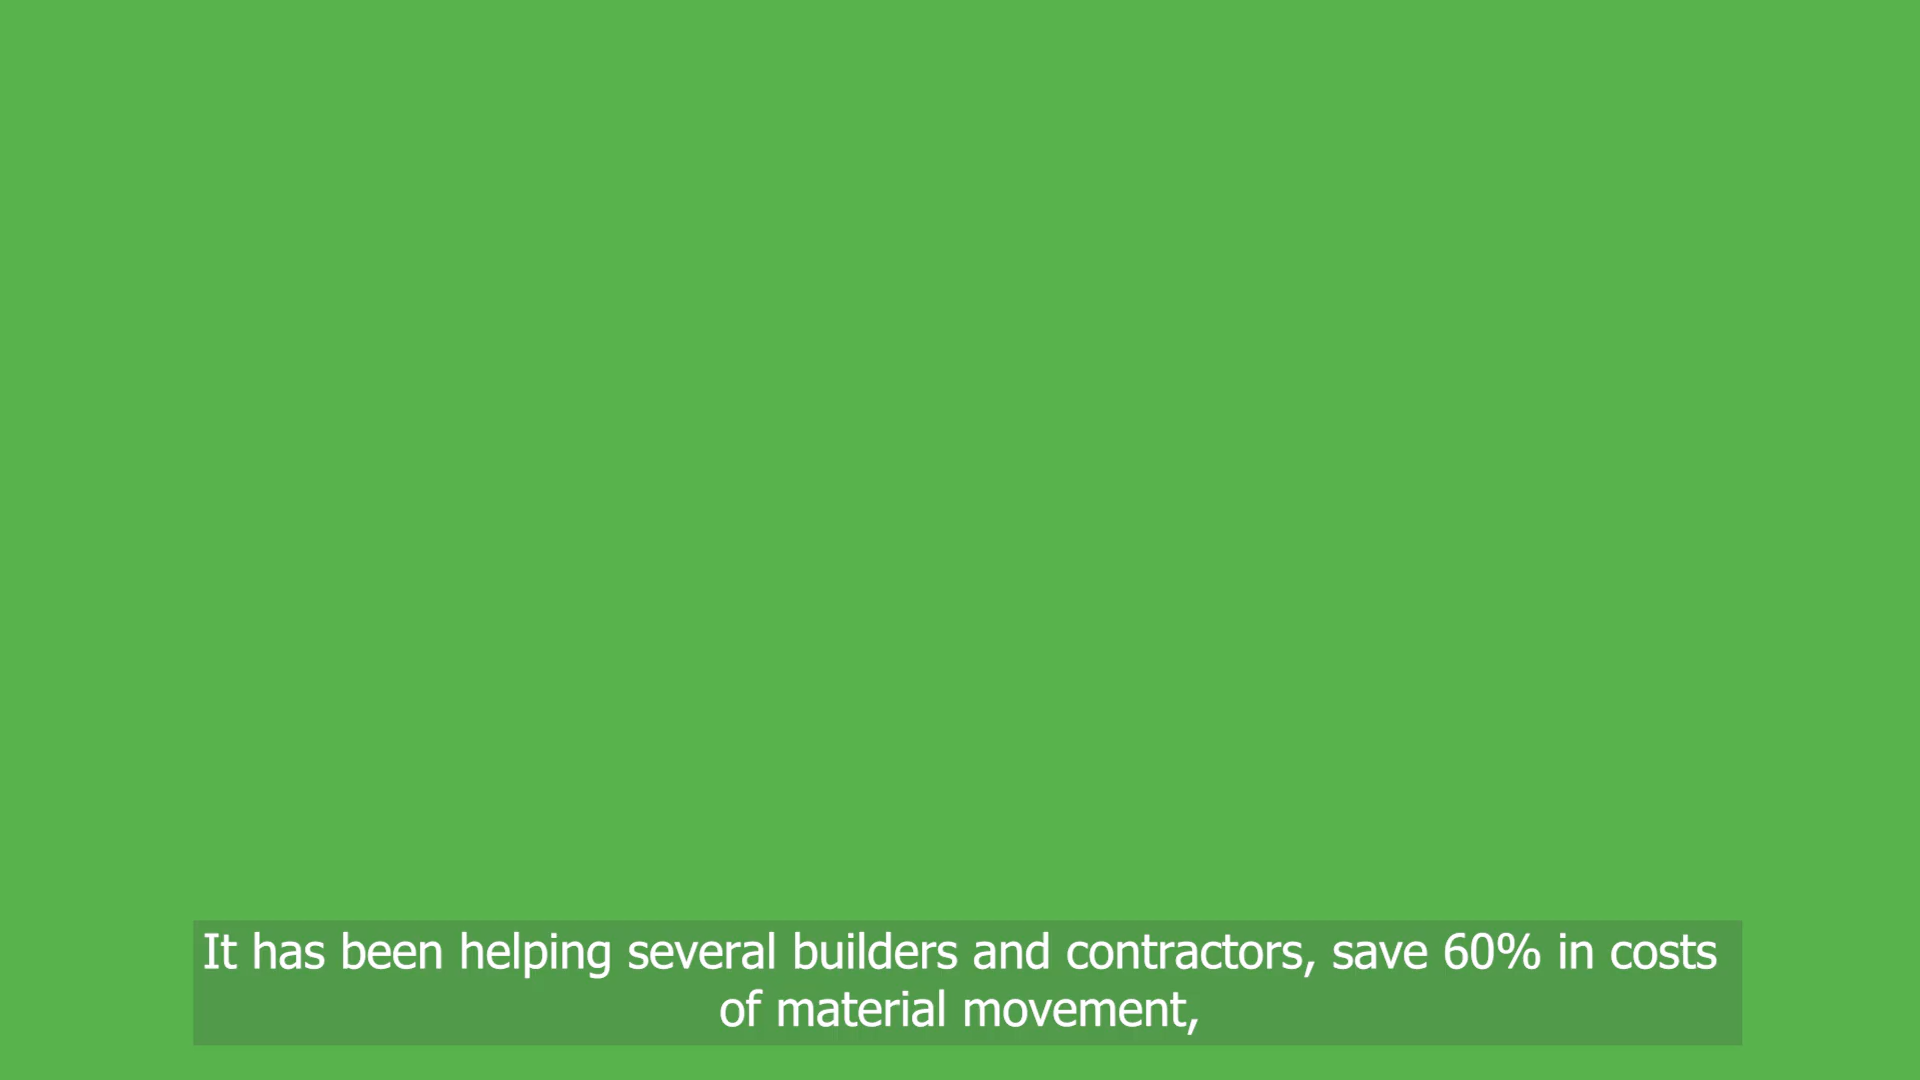 It has been helping several builders and contractors, save 60% in costs
of material movement,